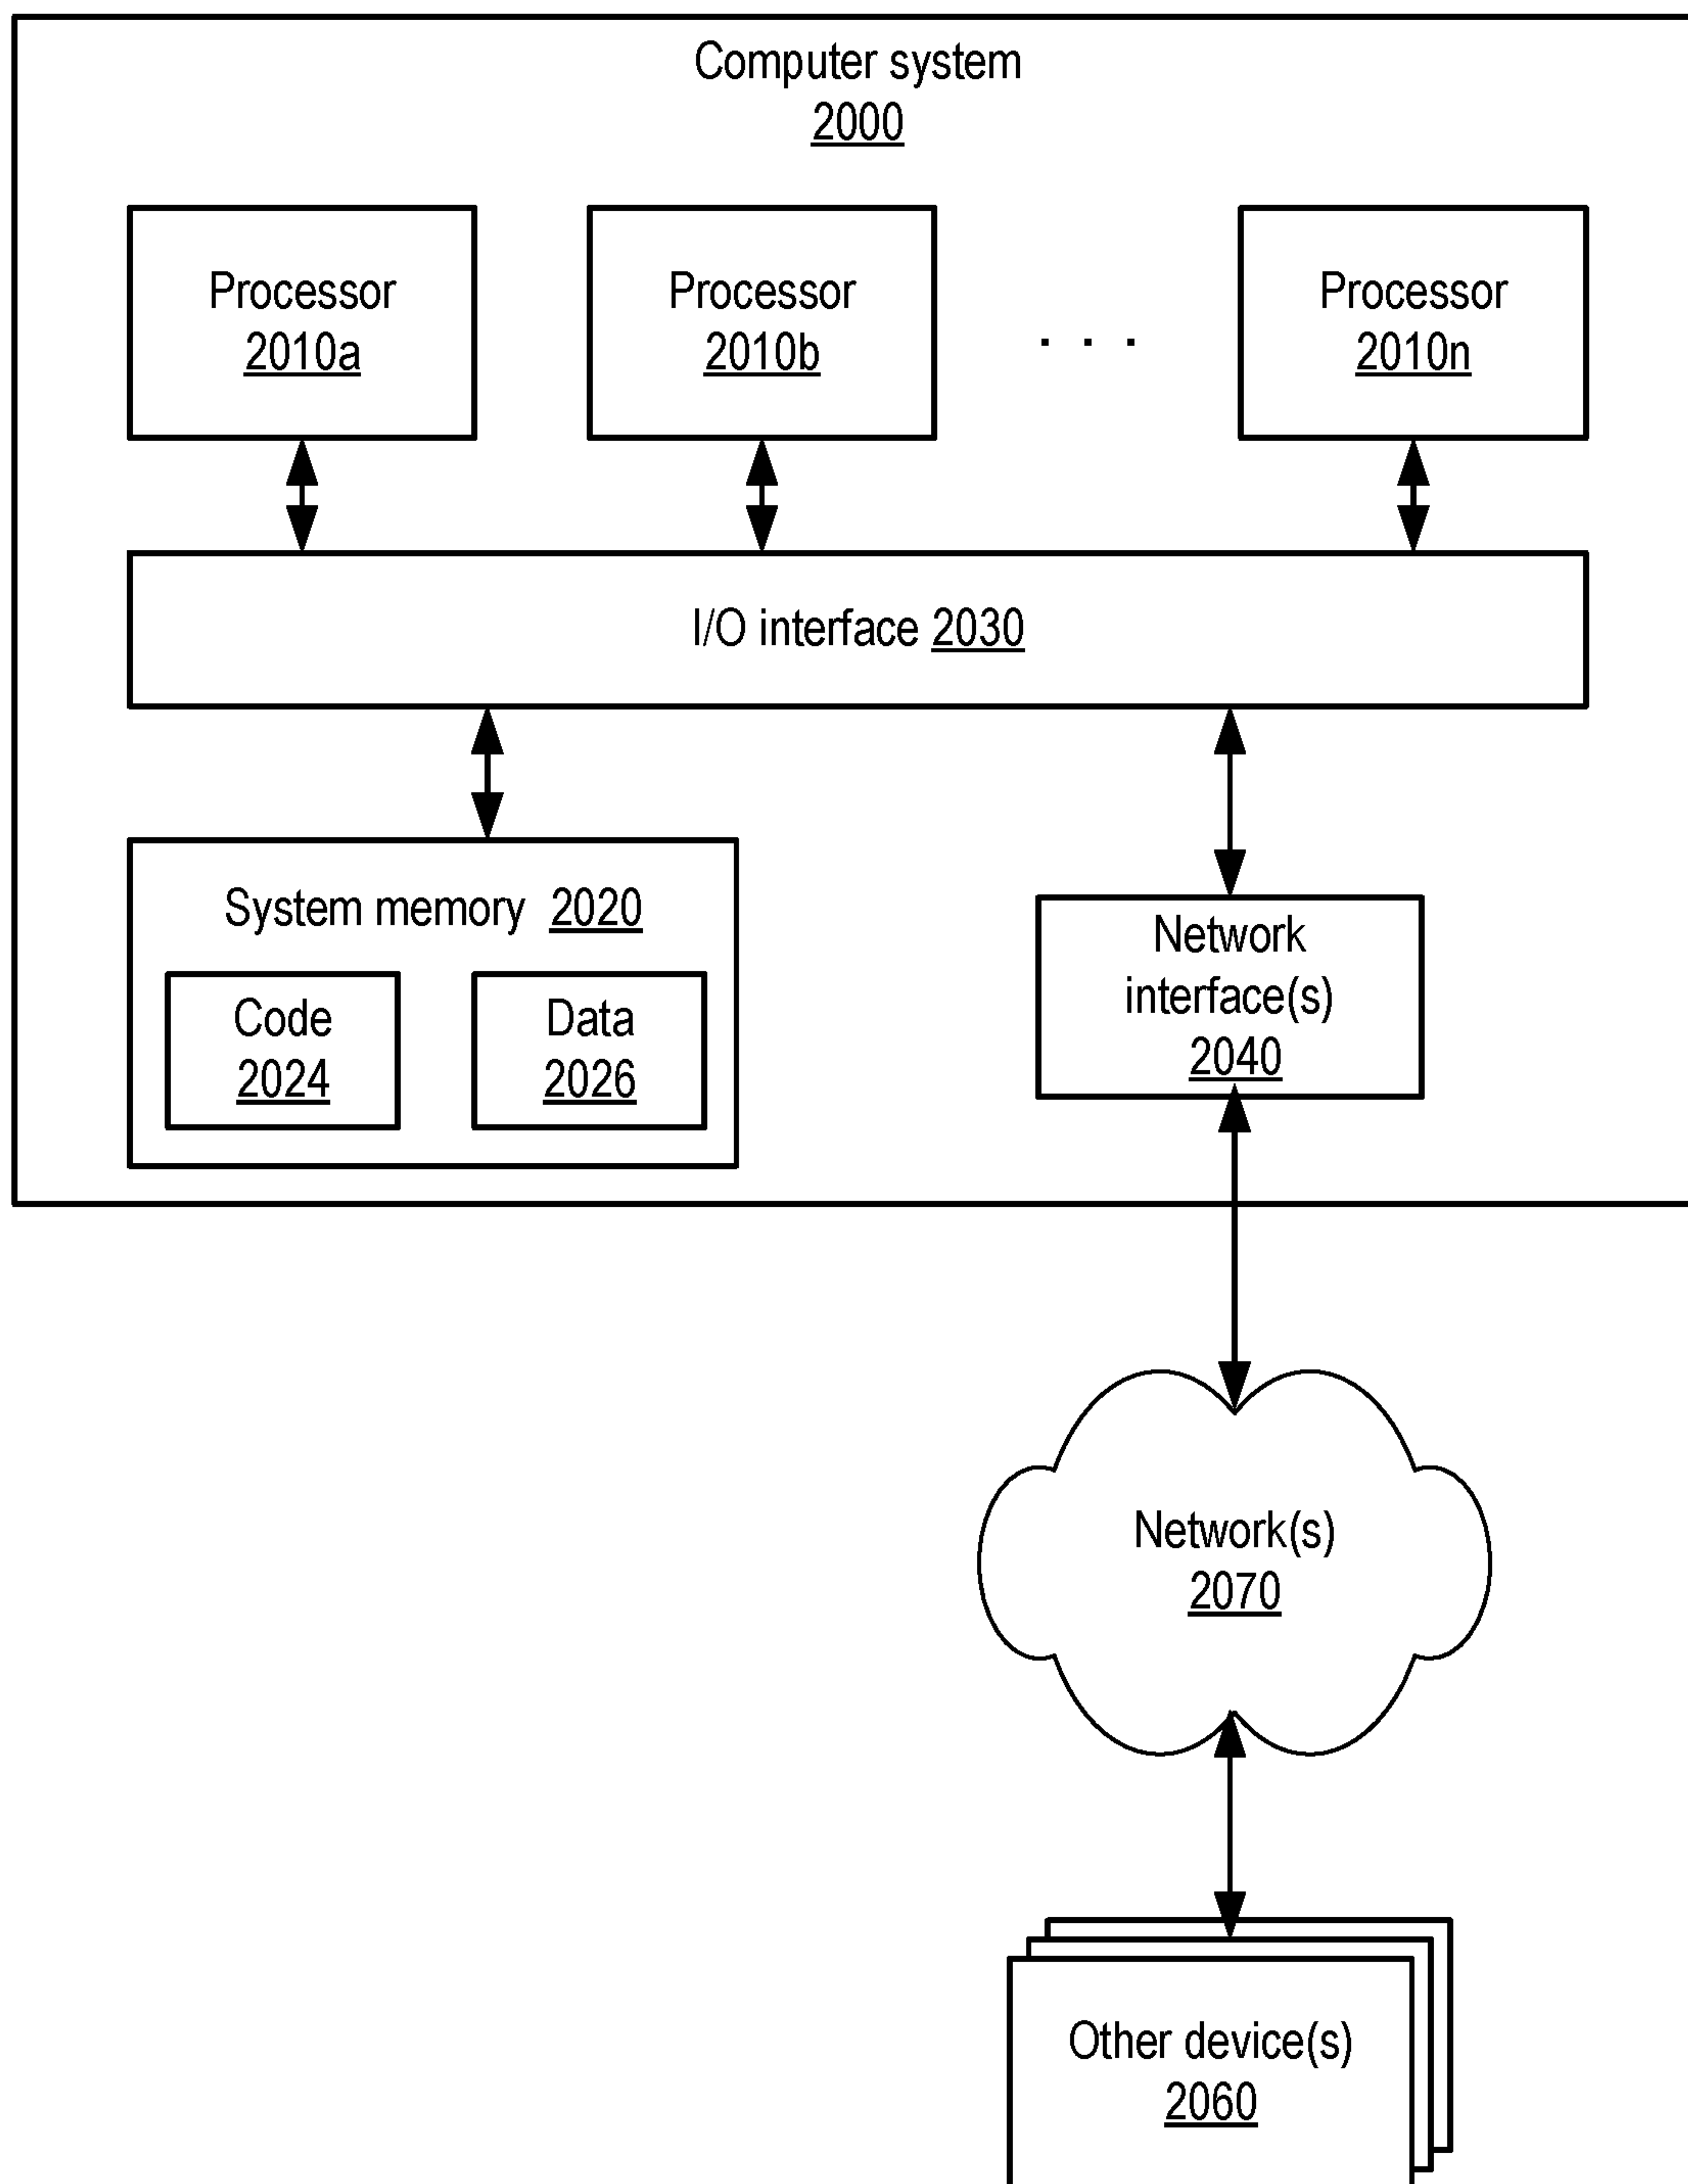 Computer system
2000
Processor
2010a
Processor
2010b
. . .
Processor
2010n
I/O interface 2030
System memory 2020
Code
2024
Data
2026
Network
interface(s)
2040
Network(s)
2070
Other device(s)
2060